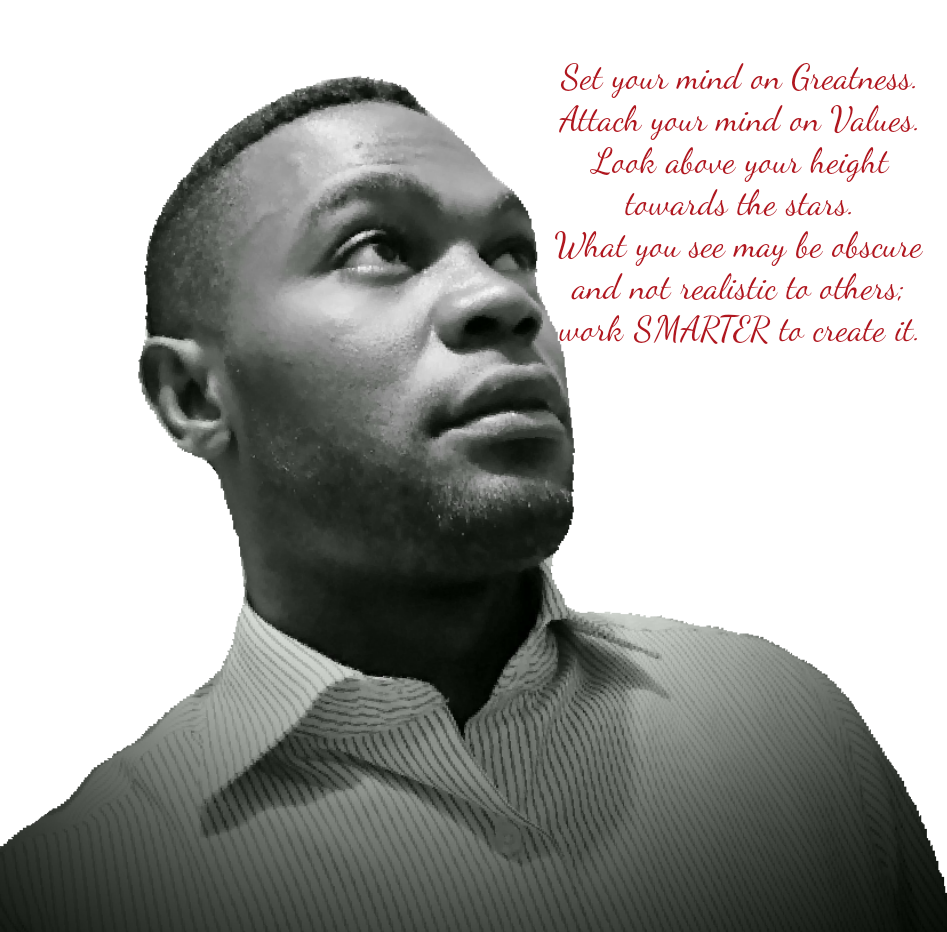 Set your mind on Greatness.
Attach your mind on Values.
Look above your height
towards the stars.
What you see may be obscure
and not realistic to others;
work SMARTER to create it.